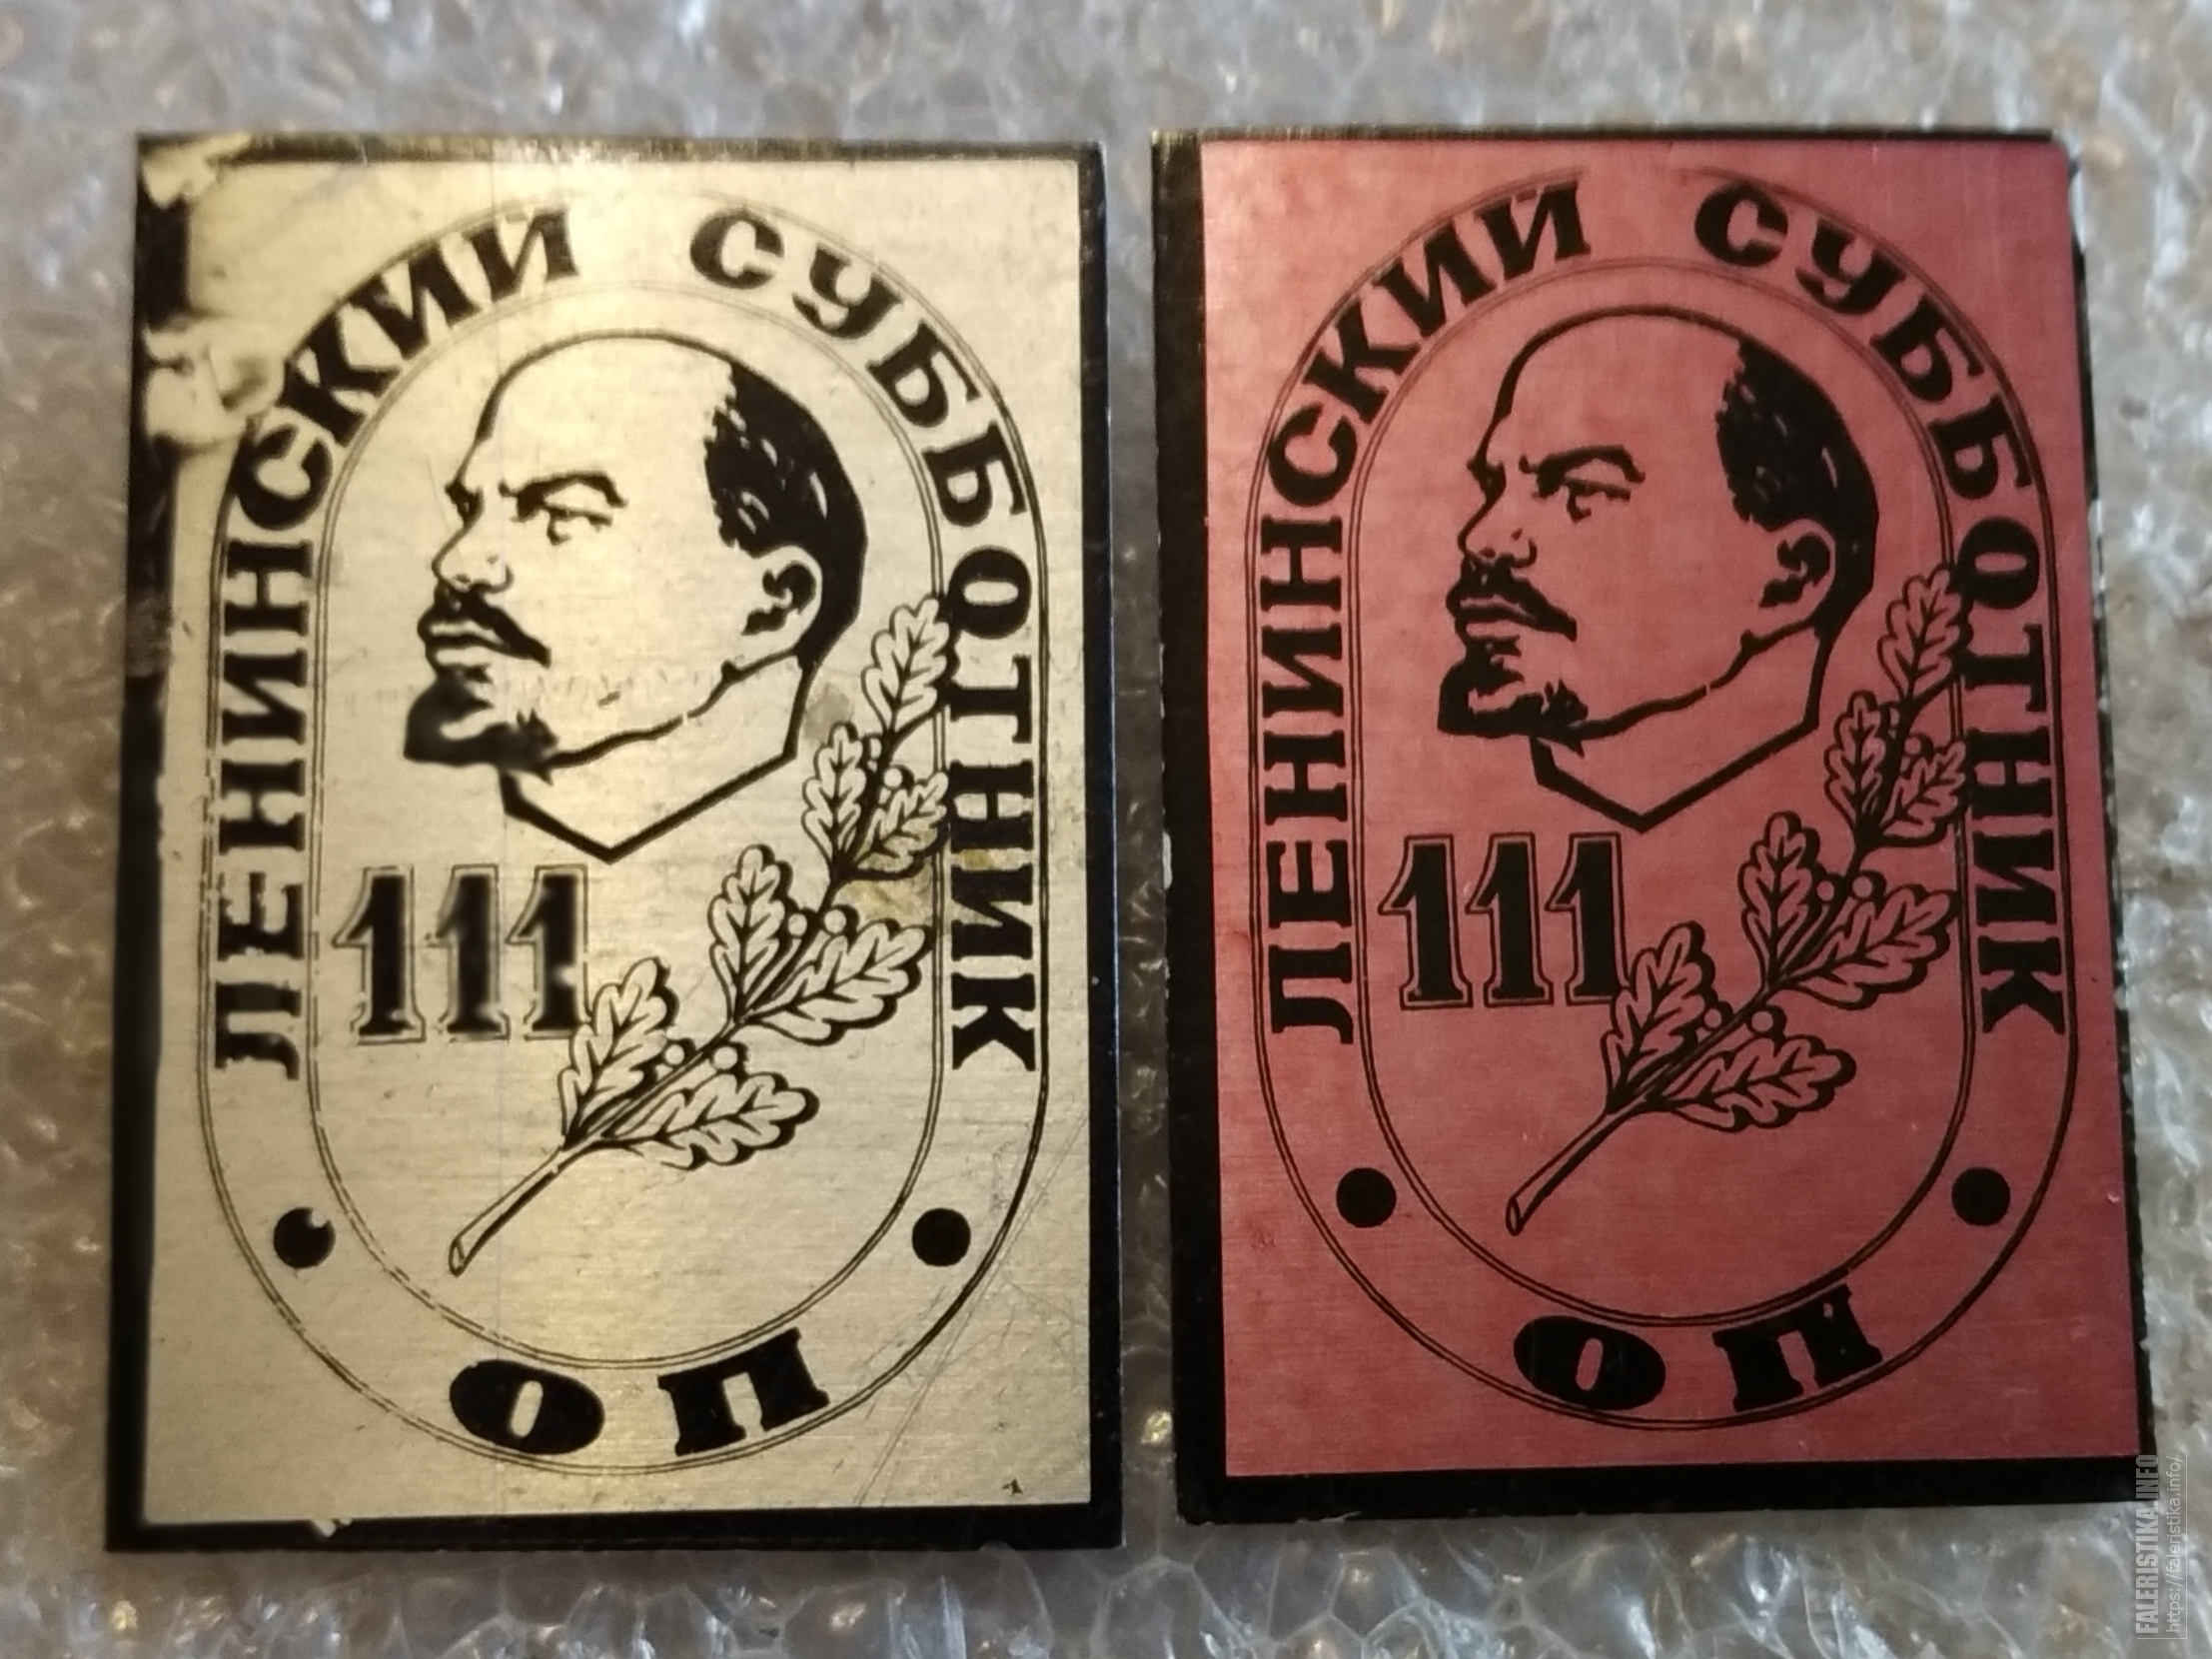 ЛЕНИНСКИЙ СУББОТНИК
111
ОП
ЛЕНИНСКИЙ СУББОТНИК
111
ОП
FALERISTIKA.INFO
https://faleristika.info/